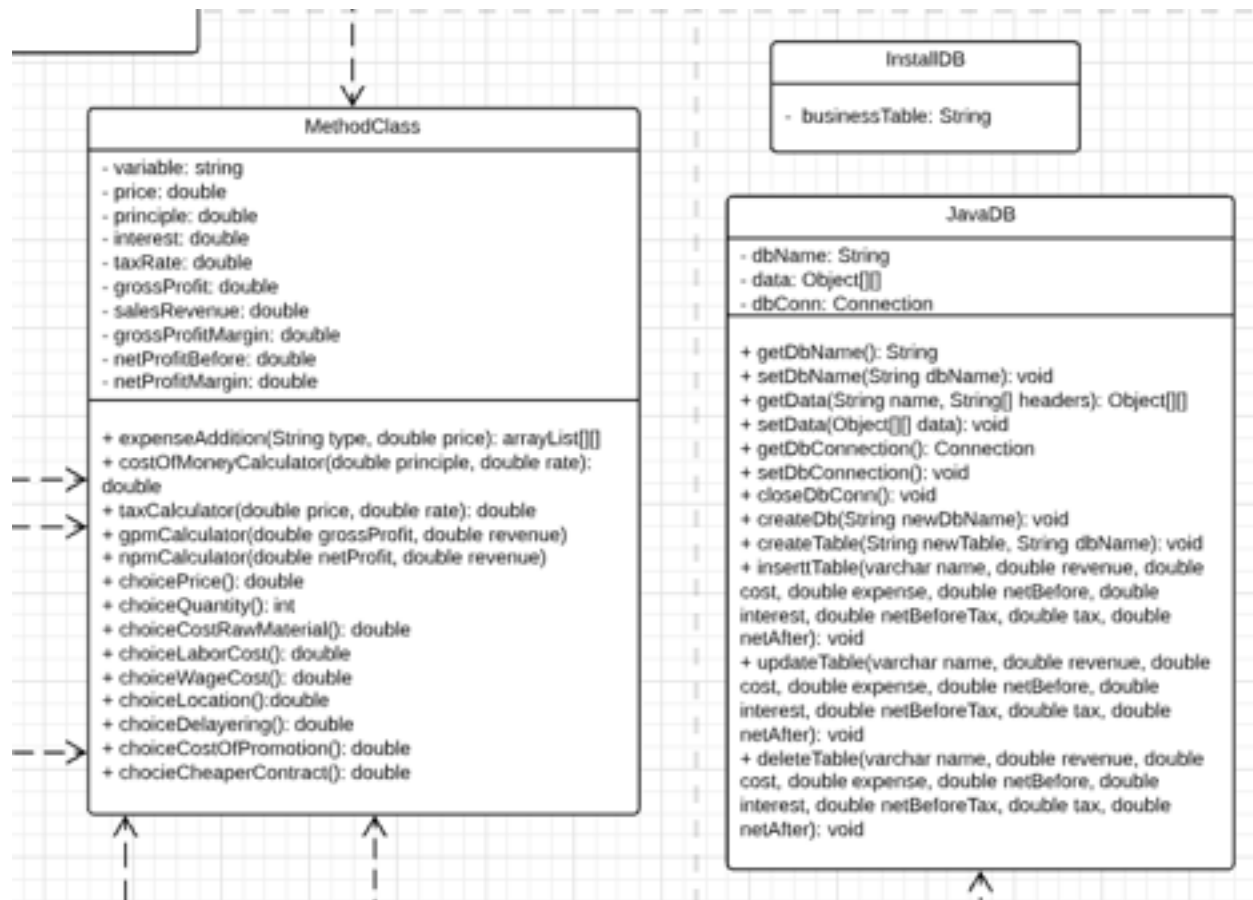 MethodClass
- variable: string
- price: double
- principle: double
- interest: double
- taxRate: double
- grossProfit: double
- salesRevenue: double
- grossProfitMargin: double
- netProfitBefore: double
- netProfitMargin: double
+ expenseAddition(String type, double price): arrayList[][]
+ costOfMoneyCalculator(double principle, double rate):
double
+ taxCalculator(double price, double rate): double
+ gpmCalculator(double grossProfit, double revenue)
+ npmCalculator(double netProfit, double revenue)
+ choicePrice(): double
+ choiceQuantity(): int
+ choiceCostRawMaterial(): double
+ choiceLaborCost(): double
+ choiceWageCost(): double
+ choiceLocation():double
+ choiceDelayering(): double
+ choiceCostOfPromotion(): double
+ chocieCheaperContract(): double
InstallDB
- businessTable: String
JavaDB
- dbName: String
- data: Object[][]
- dbConn: Connection
+ getDbName(): String
+ setDbName(String dbName): void
+ getData(String name, String[] headers): Object[][]
+ setData(Object[][] data): void
+ getDbConnection(): Connection
+ setDbConnection(): void
+ closeDbConn(): void
+ createDb(String newDbName): void
+ createTable(String newTable, String dbName): void
+ inserttTable(varchar name, double revenue, double
cost, double expense, double netBefore, double
interest, double netBeforeTax, double tax, double
netAfter): void
+ updateTable(varchar name, double revenue, double
cost, double expense, double netBefore, double
interest, double netBeforeTax, double tax, double
netAfter): void
+ deleteTable(varchar name, double revenue, double
cost, double expense, double netBefore, double
interest, double netBeforeTax, double tax, double
netAfter): void